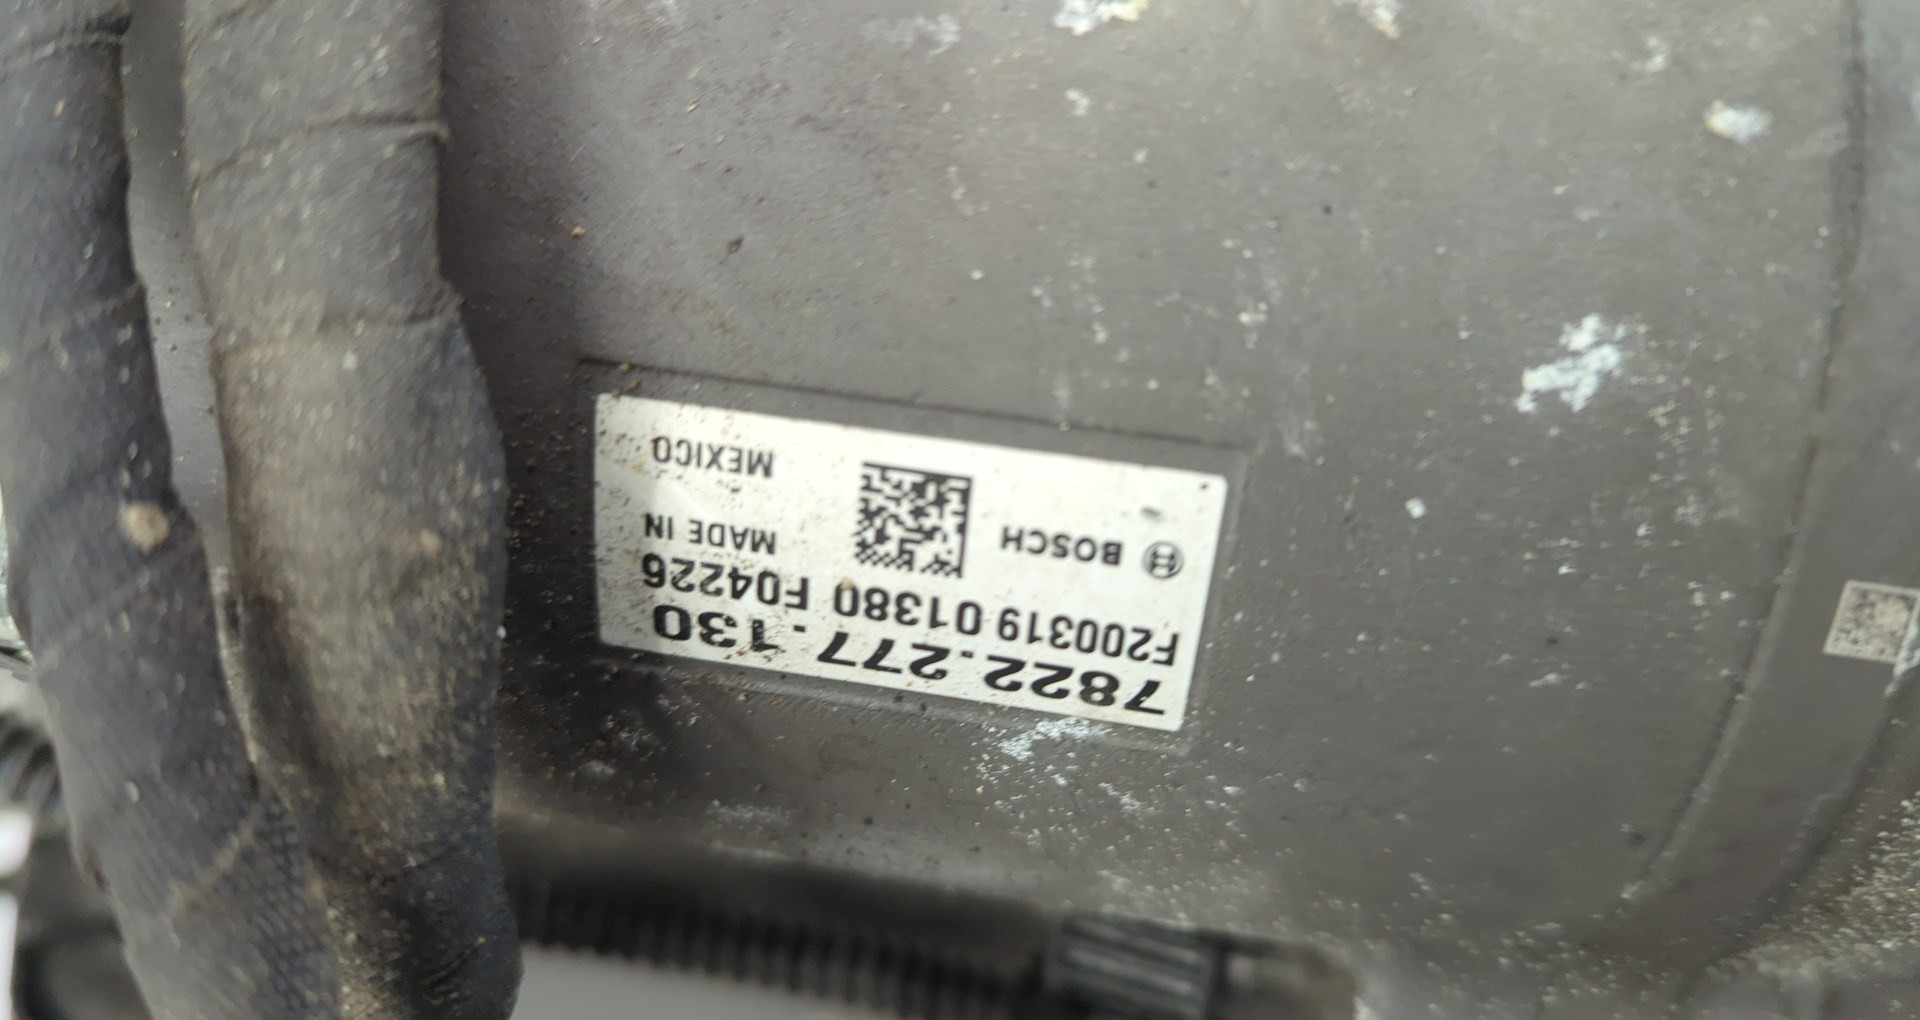 7822.277.130
F200319 01380 F04226
BOSCH
MADE IN
MEXICO